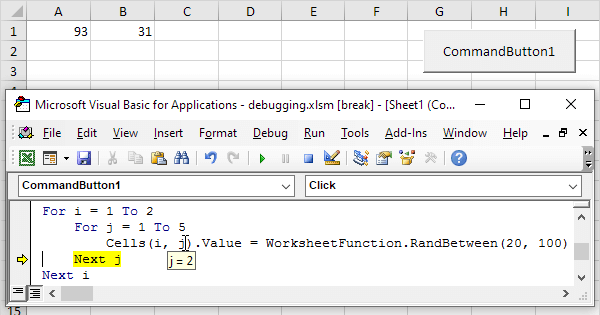 A B C D E F G H I
1 93 31
2
3
CommandButton1
Microsoft Visual Basic for Applications - debugging.xlsm [break] - [Sheet1 (Co...
File Edit View Insert Format Debug Run Tools Add-Ins Window Help
CommandButton1 Click
For i = 1 To 2
For j = 1 To 5
Cells(i, j).Value = WorksheetFunction.RandBetween(20, 100)
Next j
j = 2
Next i
15